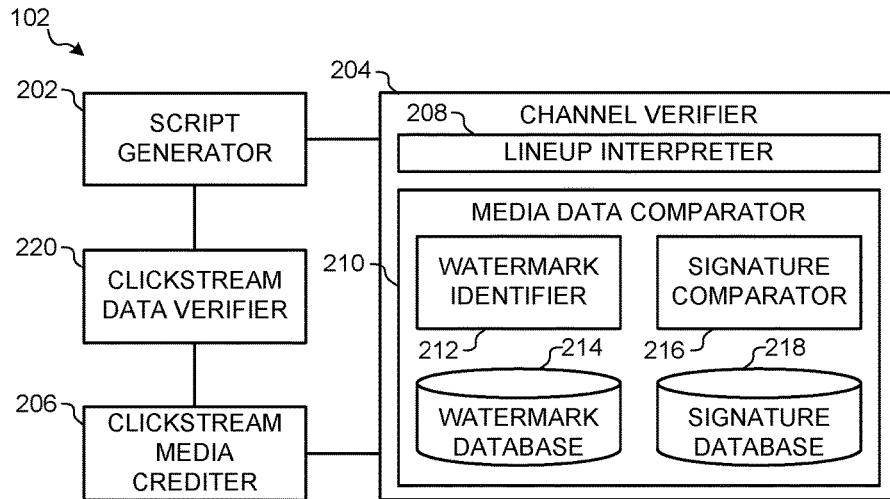 102
202
SCRIPT
GENERATOR
220
CLICKSTREAM
DATA VERIFIER
206
CLICKSTREAM
MEDIA
CREDITER
204
CHANNEL VERIFIER
208
LINEUP INTERPRETER
210
MEDIA DATA COMPARATOR
WATERMARK
IDENTIFIER
212
SIGNATURE
COMPARATOR
216
214
WATERMARK
DATABASE
218
SIGNATURE
DATABASE